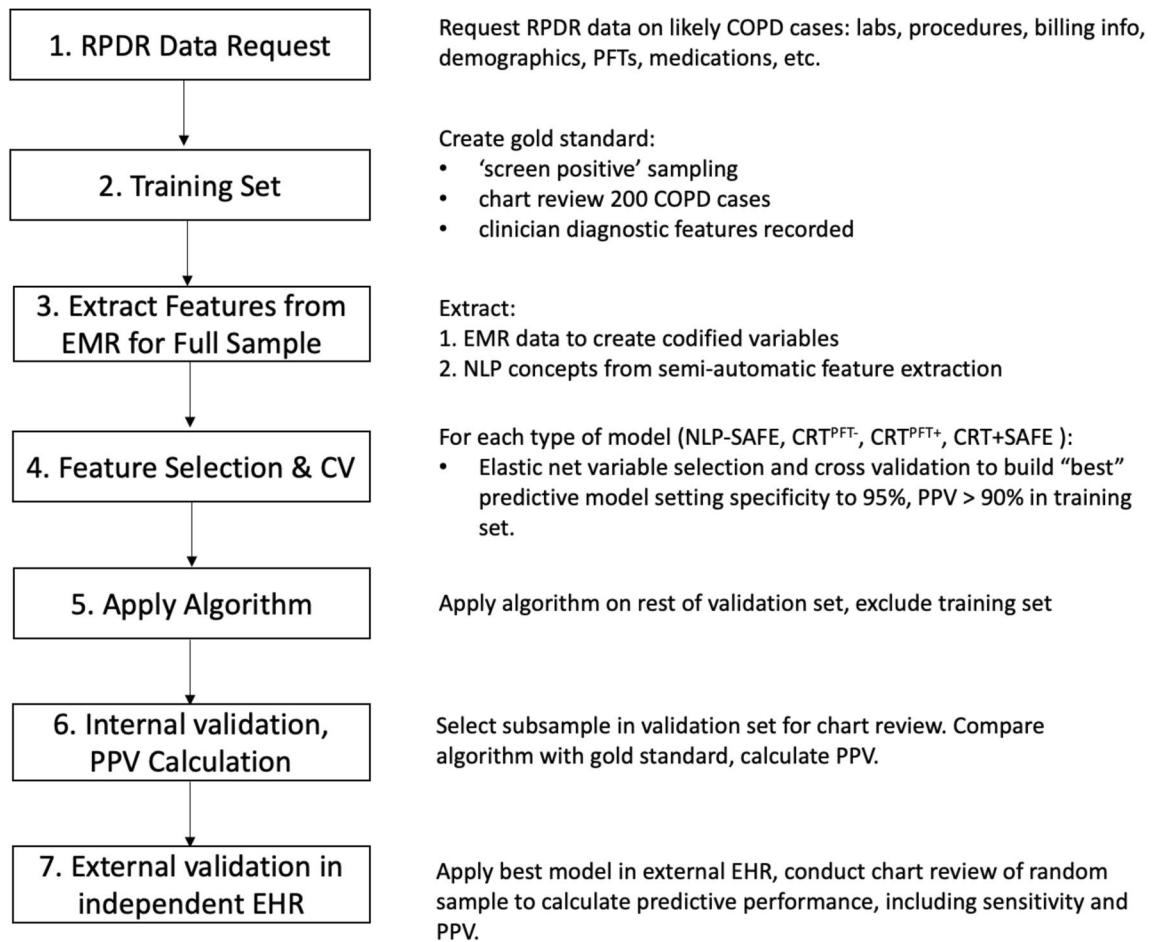 1. RPDR Data Request
Request RPDR data on likely COPD cases: labs, procedures, billing info,
demographics, PFTs, medications, etc.
2. Training Set
Create gold standard:
• ‘screen positive’ sampling
• chart review 200 COPD cases
• clinician diagnostic features recorded
3. Extract Features from
EMR for Full Sample
Extract:
1. EMR data to create codified variables
2. NLP concepts from semi-automatic feature extraction
4. Feature Selection & CV
For each type of model (NLP-SAFE, CRTPFT-, CRTPFT+, CRT+SAFE ):
• Elastic net variable selection and cross validation to build “best”
predictive model setting specificity to 95%, PPV > 90% in training
set.
5. Apply Algorithm
Apply algorithm on rest of validation set, exclude training set
6. Internal validation,
PPV Calculation
Select subsample in validation set for chart review. Compare
algorithm with gold standard, calculate PPV.
7. External validation in
independent EHR
Apply best model in external EHR, conduct chart review of random
sample to calculate predictive performance, including sensitivity and
PPV.